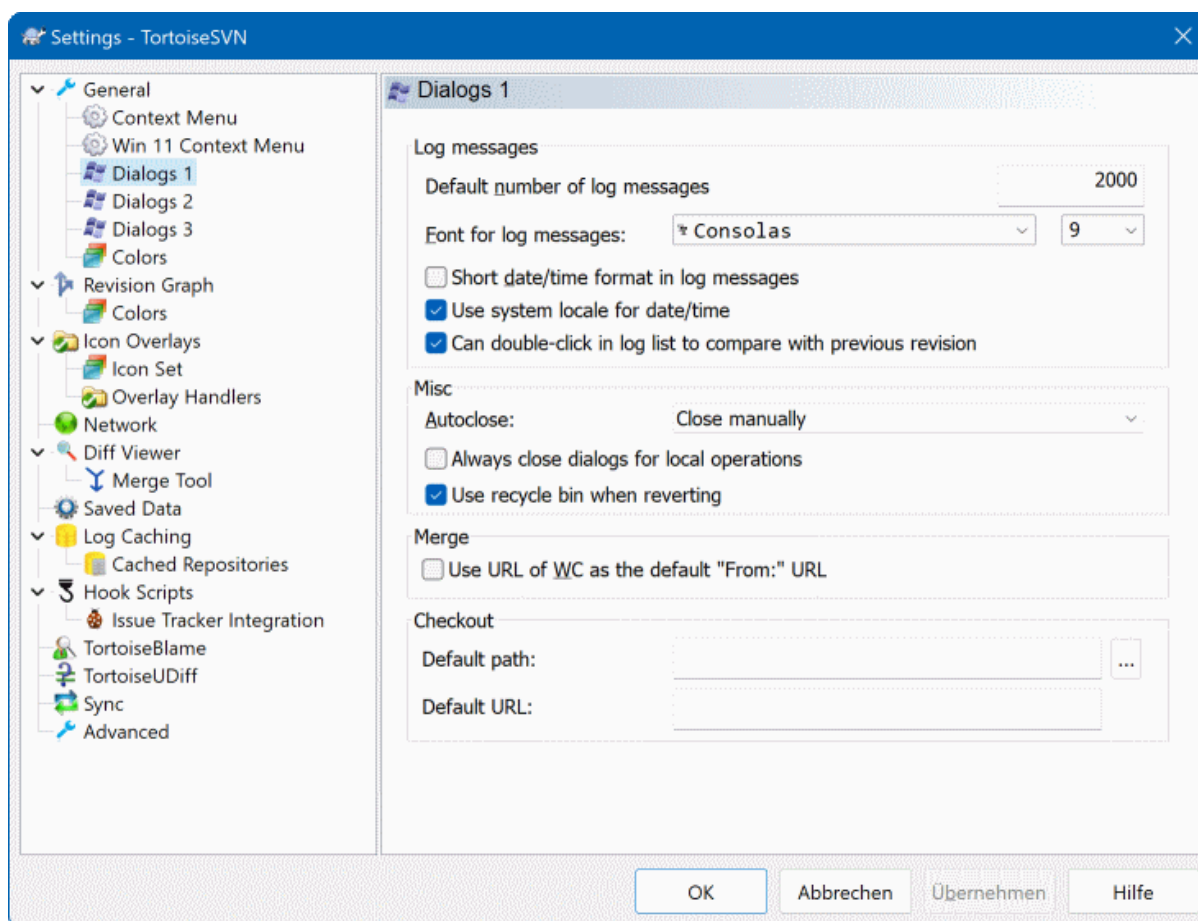 Settings - TortoiseSVN
General
Context Menu
Win 11 Context Menu
Dialogs 1
Dialogs 2
Dialogs 3
Colors
Revision Graph
Colors
Icon Overlays
Icon Set
Overlay Handlers
Network
Diff Viewer
Merge Tool
Saved Data
Log Caching
Cached Repositories
Hook Scripts
Issue Tracker Integration
TortoiseBlame
TortoiseUDiff
Sync
Advanced
Dialogs 1
Log messages
Default number of log messages 2000
Font for log messages: Consolas 9
Short date/time format in log messages
Use system locale for date/time
Can double-click in log list to compare with previous revision
Misc
Autoclose: Close manually
Always close dialogs for local operations
Use recycle bin when reverting
Merge
Use URL of WC as the default "From:" URL
Checkout
Default path: ...
Default URL:
OK Abbrechen Übernehmen Hilfe